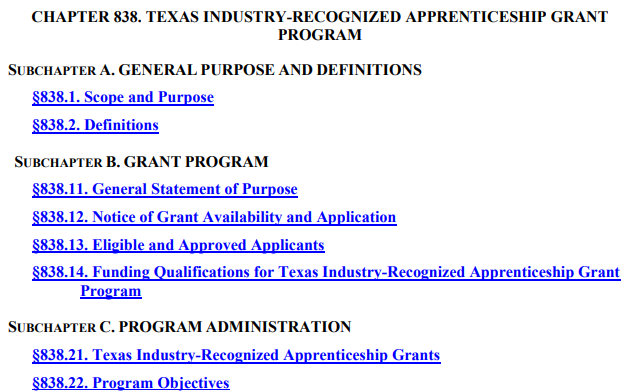 CHAPTER 838. TEXAS INDUSTRY-RECOGNIZED APPRENTICESHIP GRANT
PROGRAM
SUBCHAPTER A. GENERAL PURPOSE AND DEFINITIONS
§838.1. Scope and Purpose
§838.2. Definitions
SUBCHAPTER B. GRANT PROGRAM
§838.11. General Statement of Purpose
§838.12. Notice of Grant Availability and Application
§838.13. Eligible and Approved Applicants
§838.14. Funding Qualifications for Texas Industry-Recognized Apprenticeship Grant
Program
SUBCHAPTER C. PROGRAM ADMINISTRATION
§838.21. Texas Industry-Recognized Apprenticeship Grants
§838.22. Program Objectives